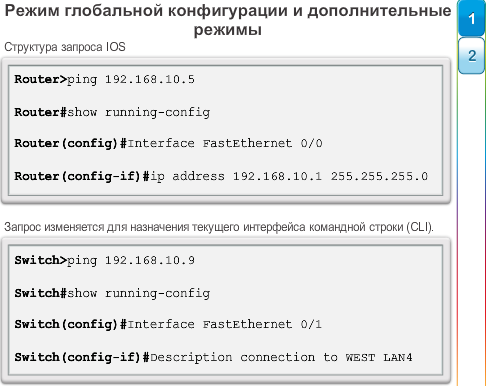 Режим глобальной конфигурации и дополнительные
режимы
1
2
Структура запроса IOS
Router>ping 192.168.10.5
Router#show running-config
Router(config)#Interface FastEthernet 0/0
Router(config-if)#ip address 192.168.10.1 255.255.255.0
Запрос изменяется для назначения текущего интерфейса командной строки (CLI).
Switch>ping 192.168.10.9
Switch#show running-config
Switch(config)#Interface FastEthernet 0/1
Switch(config-if)#Description connection to WEST LAN4